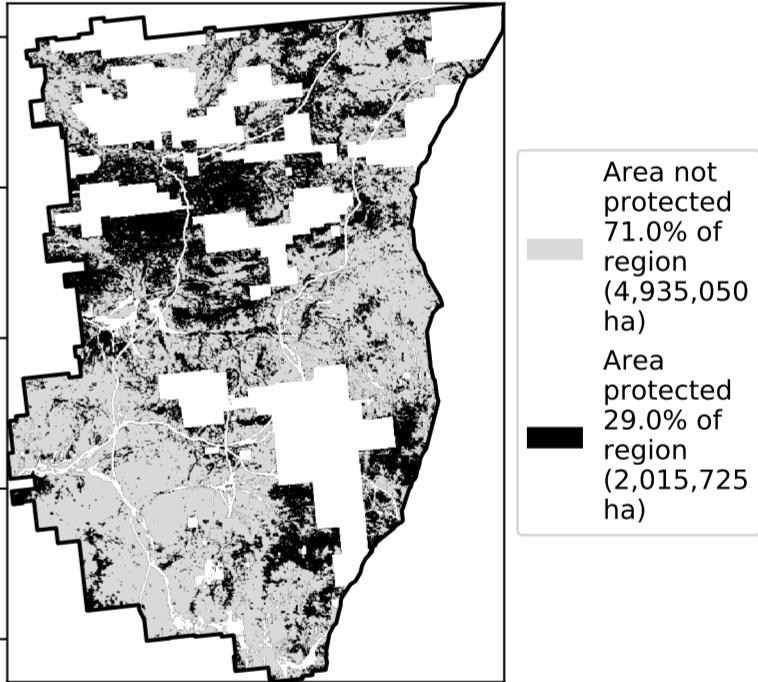 Area not
protected
71.0% of
region
(4,935,050
ha)
Area
protected
29.0% of
region
(2,015,725
ha)